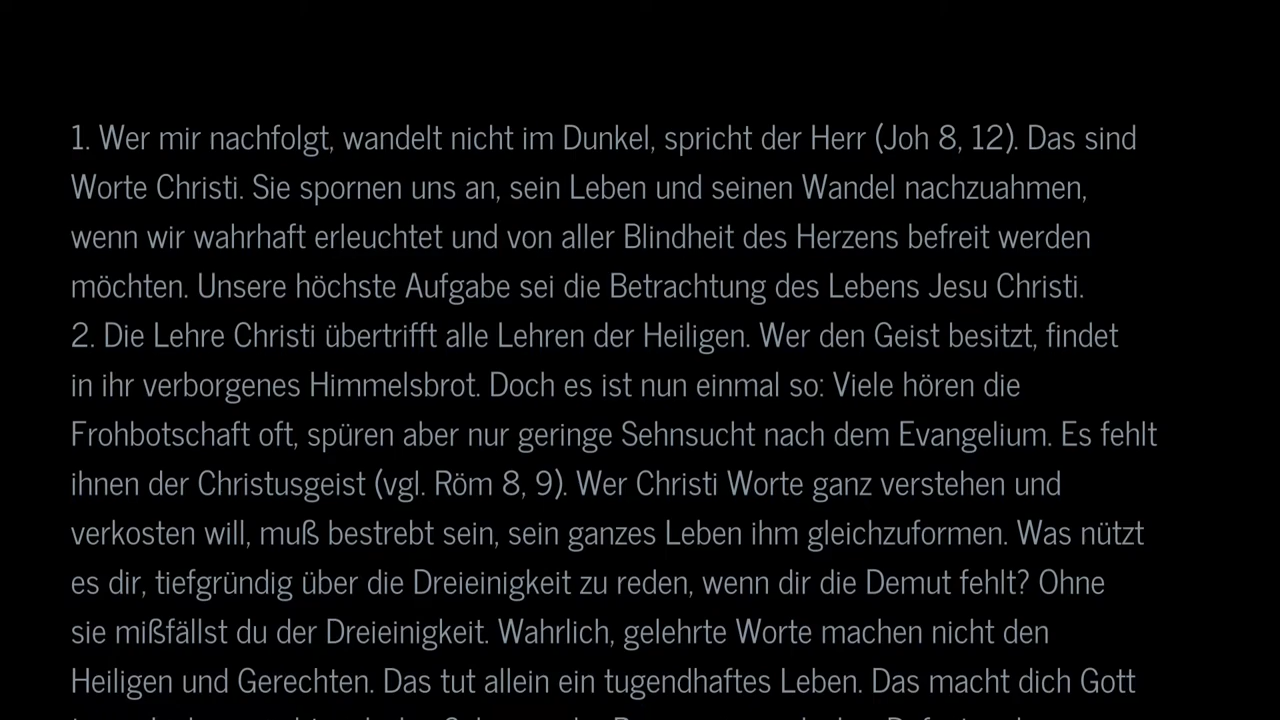 1. Wer mir nachfolgt, wandelt nicht im Dunkel, spricht der Herr (Joh 8, 12). Das sind
Worte Christi. Sie spornen uns an, sein Leben und seinen Wandel nachzuahmen,
wenn wir wahrhaft erleuchtet und von aller Blindheit des Herzens befreit werden
möchten. Unsere höchste Aufgabe sei die Betrachtung des Lebens Jesu Christi.
2. Die Lehre Christi übertrifft alle Lehren der Heiligen. Wer den Geist besitzt, findet
in ihr verborgenes Himmelsbrot. Doch es ist nun einmal so: Viele hören die
Frohbotschaft oft, spüren aber nur geringe Sehnsucht nach dem Evangelium. Es fehlt
ihnen der Christusgeist (vgl. Röm 8, 9). Wer Christi Worte ganz verstehen und
verkosten will, muß bestrebt sein, sein ganzes Leben ihm gleichzuformen. Was nützt
es dir, tiefgründig über die Dreieinigkeit zu reden, wenn dir die Demut fehlt? Ohne
sie mißfällst du der Dreieinigkeit. Wahrlich, gelehrte Worte machen nicht den
Heiligen und Gerechten. Das tut allein ein tugendhaftes Leben. Das macht dich Gott